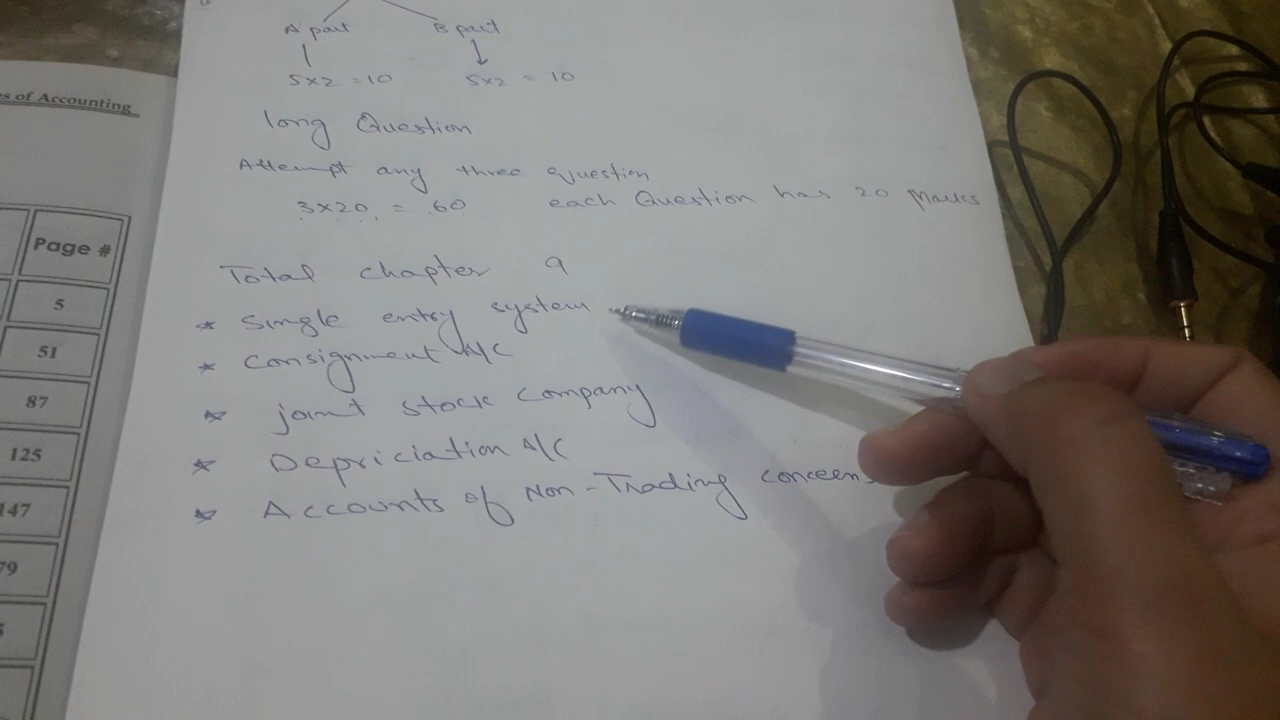 A part B part
5x2 = 10 5x2 = 10
long Question
Attempt any three question
3x20 = 60 each Question has 20 Marks
Total chapter 9
* Single entry system
* Consignment A/C
* joint stock company
* Depriciation A/C
* Accounts of Non-Trading concern
s of Accounting
Page #
5
51
87
125
147
79